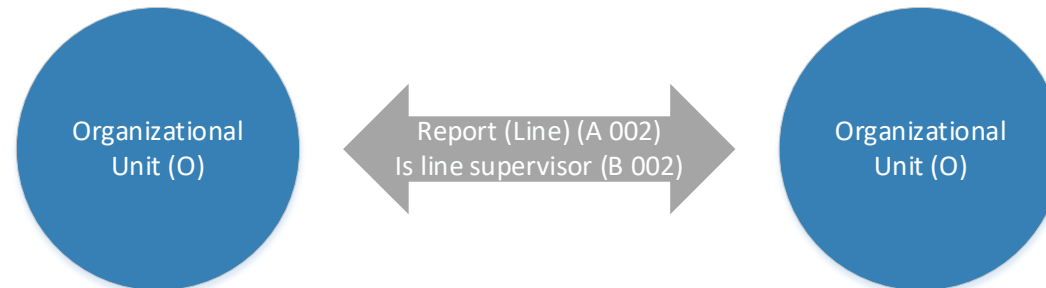 Organizational
Unit (O)
Report (Line) (A 002)
Is line supervisor (B 002)
Organizational
Unit (O)